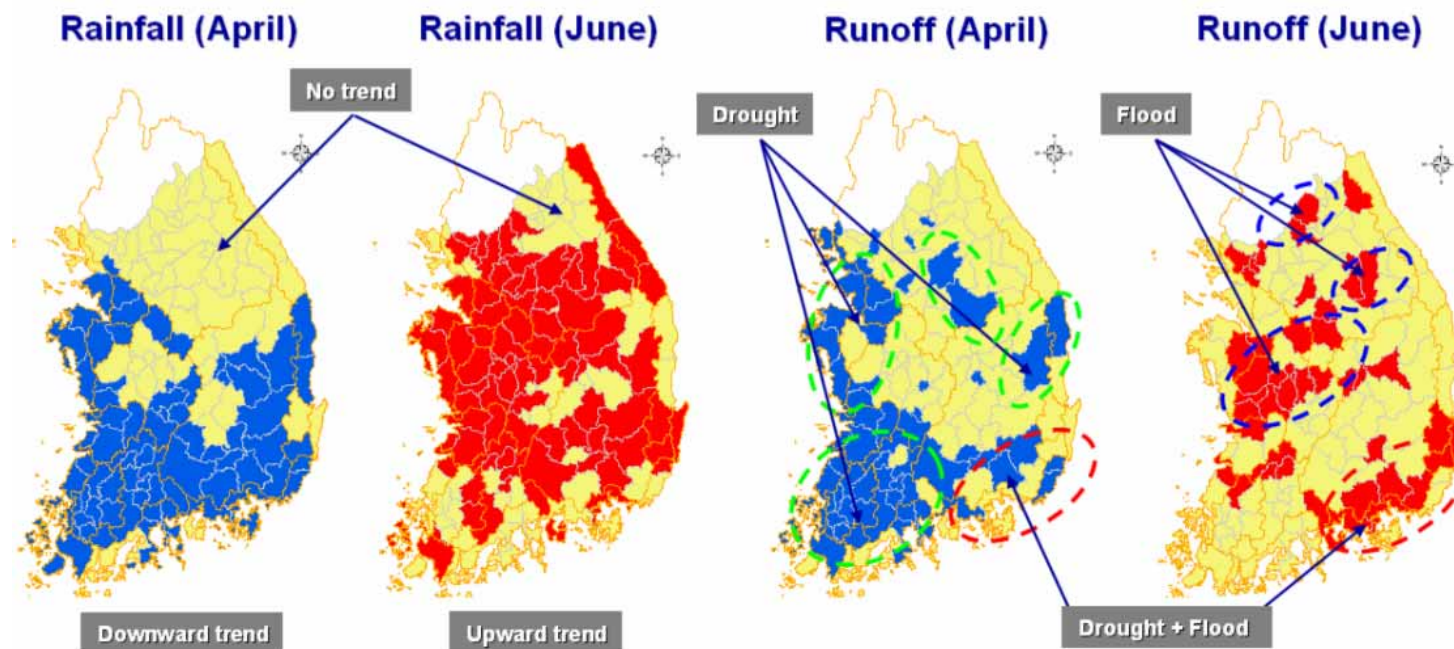 Rainfall (April)
Rainfall (June)
Runoff (April)
Runoff (June)
No trend
Drought
Flood
Downward trend
Upward trend
Drought + Flood